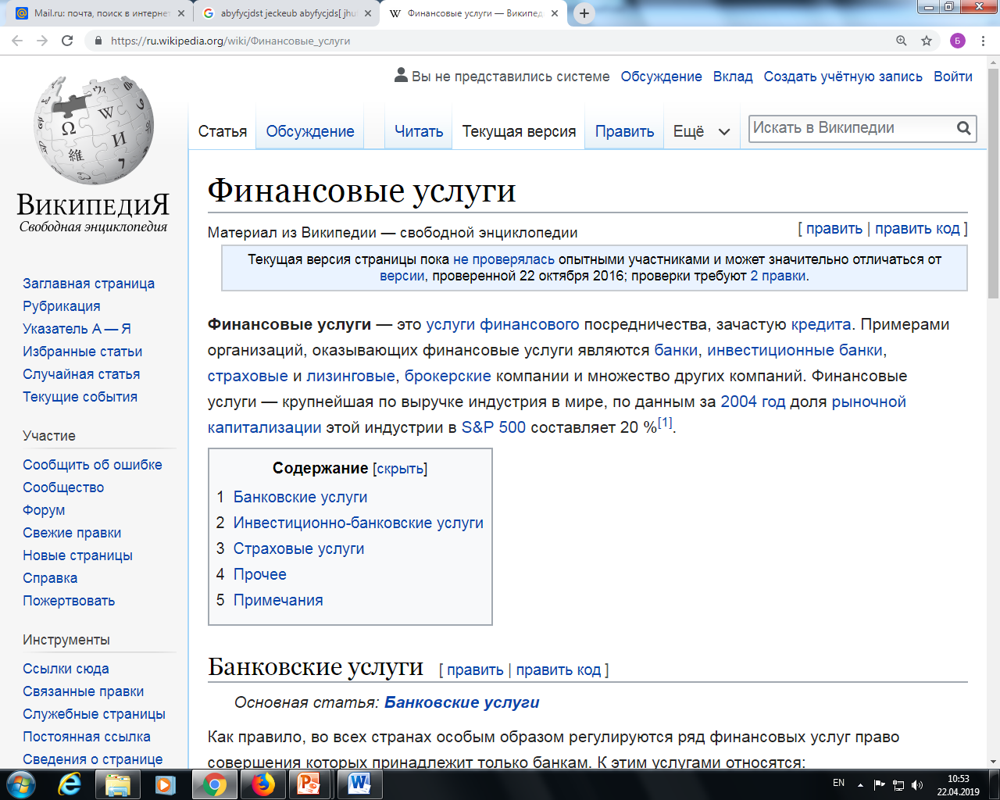 Mail.ru: почта, поиск в интернет
abyfycjdst jeckeub abyfycjds[ jhu
Финансовые услуги — Википед
https://ru.wikipedia.org/wiki/Финансовые_услуги
Б
Вы не представились системе Обсуждение Вклад Создать учётную запись Войти
Статья Обсуждение Читать Текущая версия Править Ещё Искать в Википедии
ВикипедиЯ
Свободная энциклопедия
Заглавная страница
Рубрикация
Указатель А — Я
Избранные статьи
Случайная статья
Текущие события
Участие
Сообщить об ошибке
Сообщество
Форум
Свежие правки
Новые страницы
Справка
Пожертвовать
Инструменты
Ссылки сюда
Связанные правки
Служебные страницы
Постоянная ссылка
Сведения о странице
Финансовые услуги
Материал из Википедии — свободной энциклопедии [ править | править код ]
Текущая версия страницы пока не проверялась опытными участниками и может значительно отличаться от
версии, проверенной 22 октября 2016; проверки требуют 2 правки.
Финансовые услуги — это услуги финансового посредничества, зачастую кредита. Примерами
организаций, оказывающих финансовые услуги являются банки, инвестиционные банки,
страховые и лизинговые, брокерские компании и множество других компаний. Финансовые
услуги — крупнейшая по выручке индустрия в мире, по данным за 2004 год доля рыночной
капитализации этой индустрии в S&P 500 составляет 20 %[1].
Содержание [скрыть]
1 Банковские услуги
2 Инвестиционно-банковские услуги
3 Страховые услуги
4 Прочее
5 Примечания
Банковские услуги [ править | править код ]
Основная статья: Банковские услуги
Как правило, во всех странах особым образом регулируются ряд финансовых услуг право
совершения которых принадлежит только банкам. К этим услугами относятся:
EN
10:53
22.04.2019